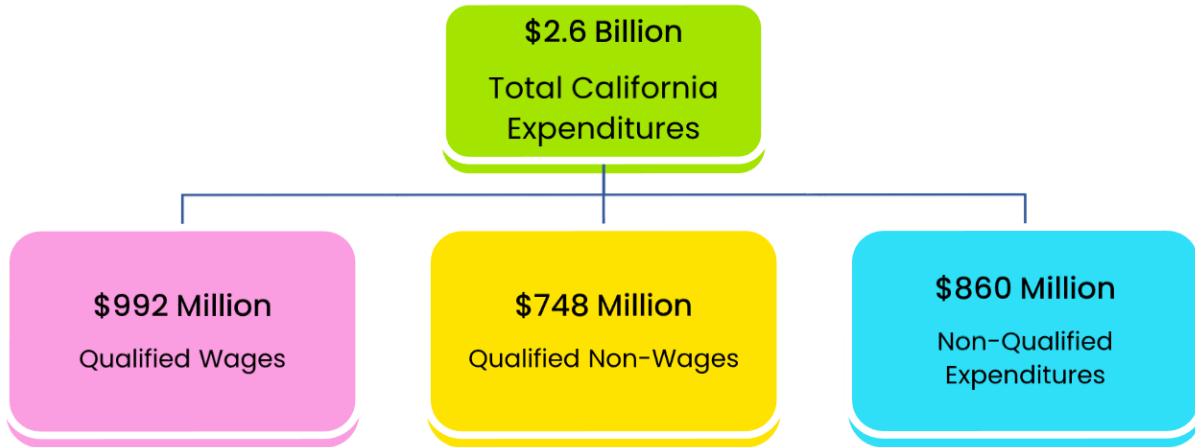 $2.6 Billion
Total California
Expenditures
$992 Million
Qualified Wages
$748 Million
Qualified Non-Wages
$860 Million
Non-Qualified
Expenditures